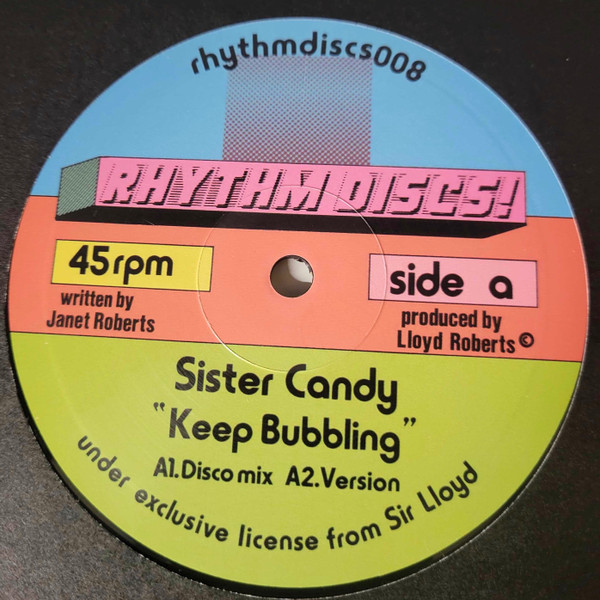 rhythmdiscs008
RHYTHM DISCS!
45rpm
written by
Janet Roberts
side a
produced by
Lloyd Roberts©
Sister Candy
"Keep Bubbling"
A1.Disco mix A2.Version
under exclusive license from Sir Lloyd